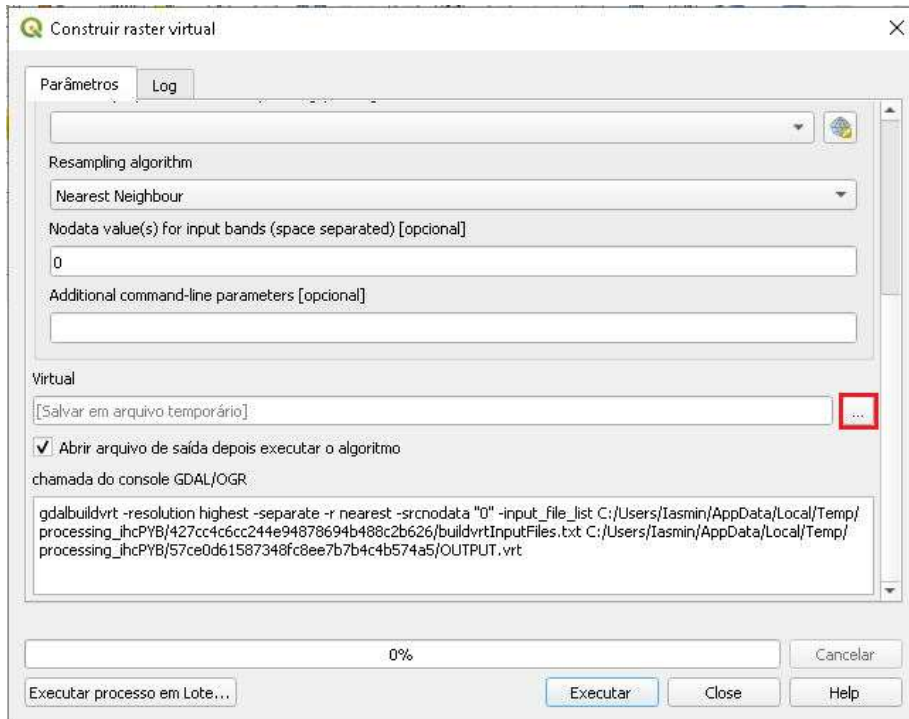 Construir raster virtual
Parâmetros
Log
Resampling algorithm
Nearest Neighbour
Nodata value(s) for input bands (space separated) [opcional]
0
Additional command-line parameters [opcional]
Virtual
[Salvar em arquivo temporário]
...
Abrir arquivo de saída depois executar o algoritmo
chamada do console GDAL/OGR
gdalbuildvrt -resolution highest -separate -r nearest -srcnodata "0" -input_file_list C:/Users/Iasmin/AppData/Local/Temp/
processing_ihcPYB/427cc4c6cc244e94878694b488c2b626/buildvrtInputFiles.txt C:/Users/Iasmin/AppData/Local/Temp/
processing_ihcPYB/57ce0d61587348fc8ee7b7b4c4b574a5/OUTPUT.vrt
0%
Cancelar
Executar processo em Lote...
Executar
Close
Help